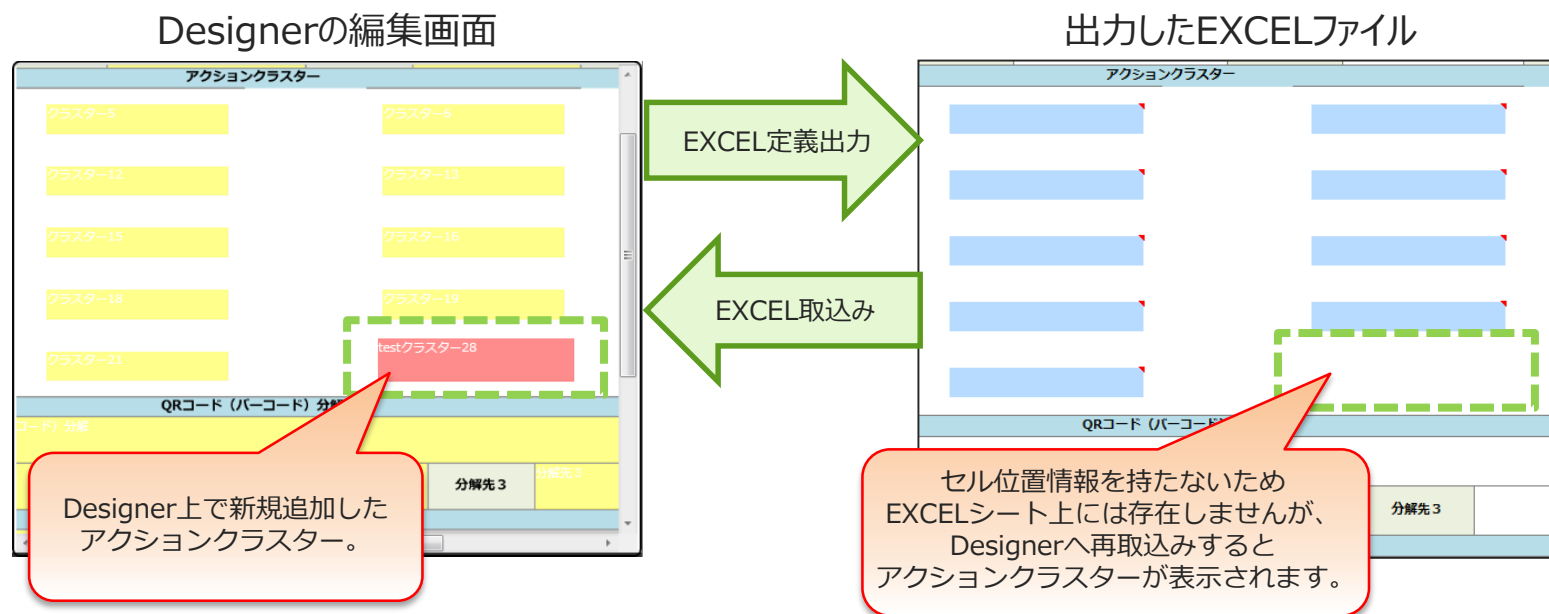 Designerの編集画面
出力したEXCELファイル
アクションクラスター
クラスター5
クラスター6
クラスター12
クラスター13
クラスター15
クラスター16
クラスター18
クラスター19
クラスター21
testクラスター28
QRコード（バーコード）分解
コード）分解
分解先３
分解先３
Designer上で新規追加した
アクションクラスター。
EXCEL定義出力
EXCEL取込み
アクションクラスター
QRコード（バーコード）
分解先３
セル位置情報を持たないため
EXCELシート上には存在しませんが、
Designerへ再取込みすると
アクションクラスターが表示されます。